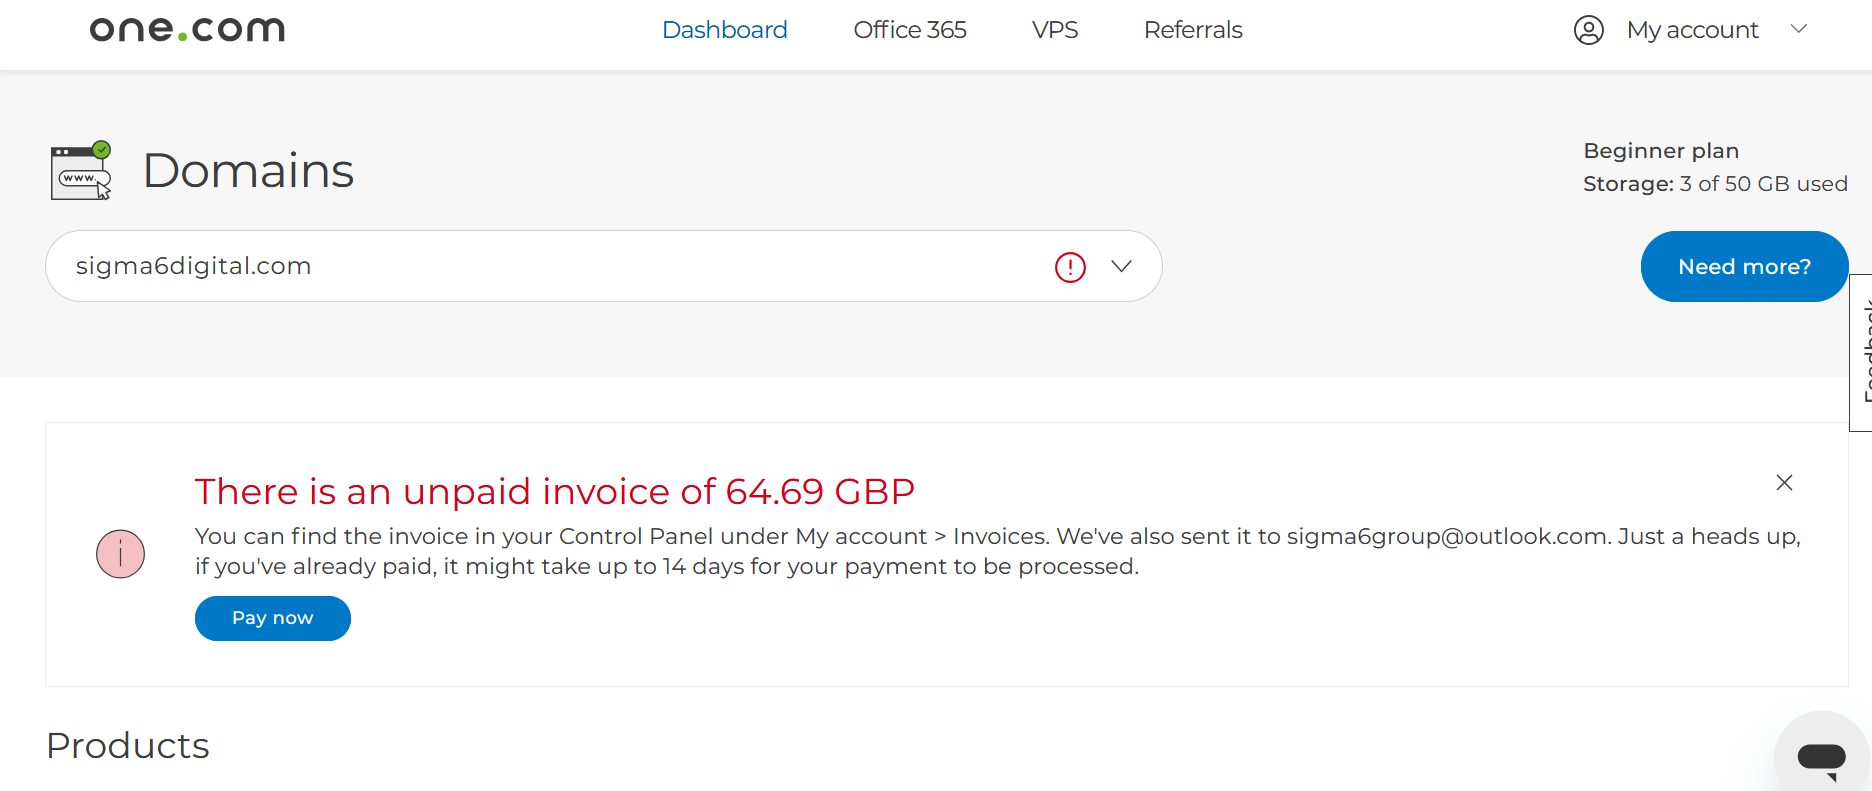 one.com
Dashboard
Office 365
VPS
Referrals
My account
www.
Domains
Beginner plan
Storage: 3 of 50 GB used
sigma6digital.com
Need more?
Feedback
There is an unpaid invoice of 64.69 GBP
You can find the invoice in your Control Panel under My account > Invoices. We've also sent it to sigma6group@outlook.com. Just a heads up,
if you've already paid, it might take up to 14 days for your payment to be processed.
Pay now
Products